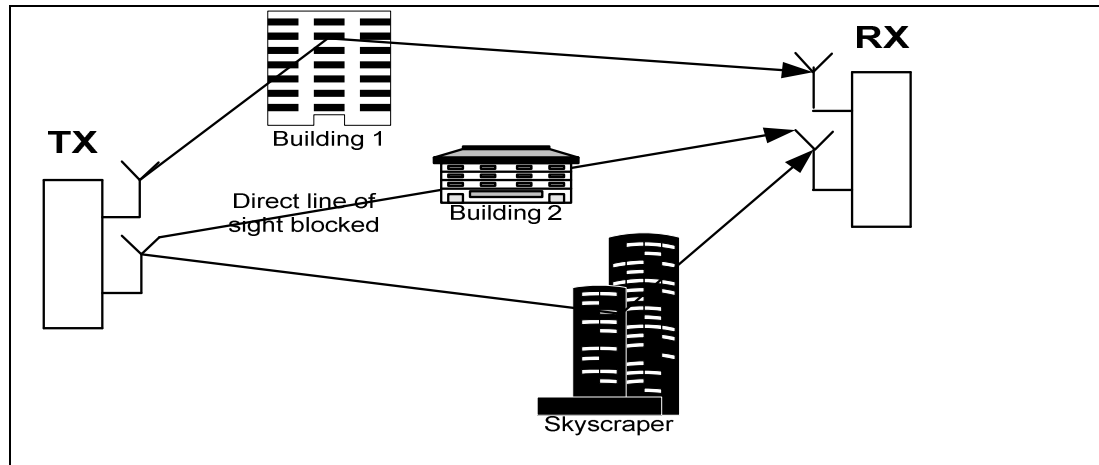 RX
Building 1
TX
Direct line of
sight blocked
Building 2
Skyscraper